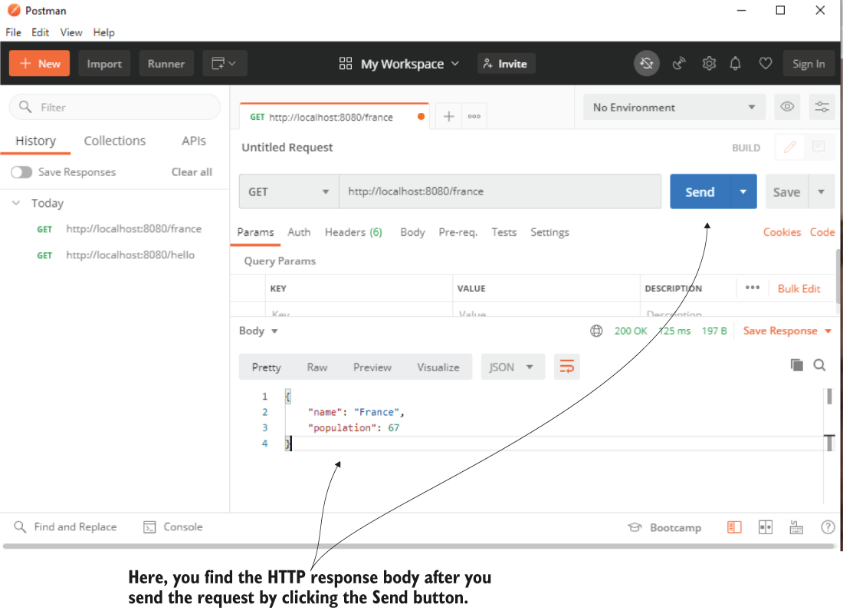 Postman
File Edit View Help
New Import Runner My Workspace Invite Sign In
Filter
History Collections APIs
Save Responses Clear all
Today
GET http://localhost:8080/france
GET http://localhost:8080/hello
GET http://localhost:8080/france No Environment
Untitled Request BUILD
GET http://localhost:8080/france Send Save
Params Auth Headers (6) Body Pre-req. Tests Settings Cookies Code
Query Params
KEY VALUE DESCRIPTION Bulk Edit
Key Value Description
Body 200 OK 125 ms 197 B Save Response
Pretty Raw Preview Visualize JSON
1 {
2 "name": "France",
3 "population": 67
4 }
Find and Replace Console Bootcamp
Here, you find the HTTP response body after you
send the request by clicking the Send button.